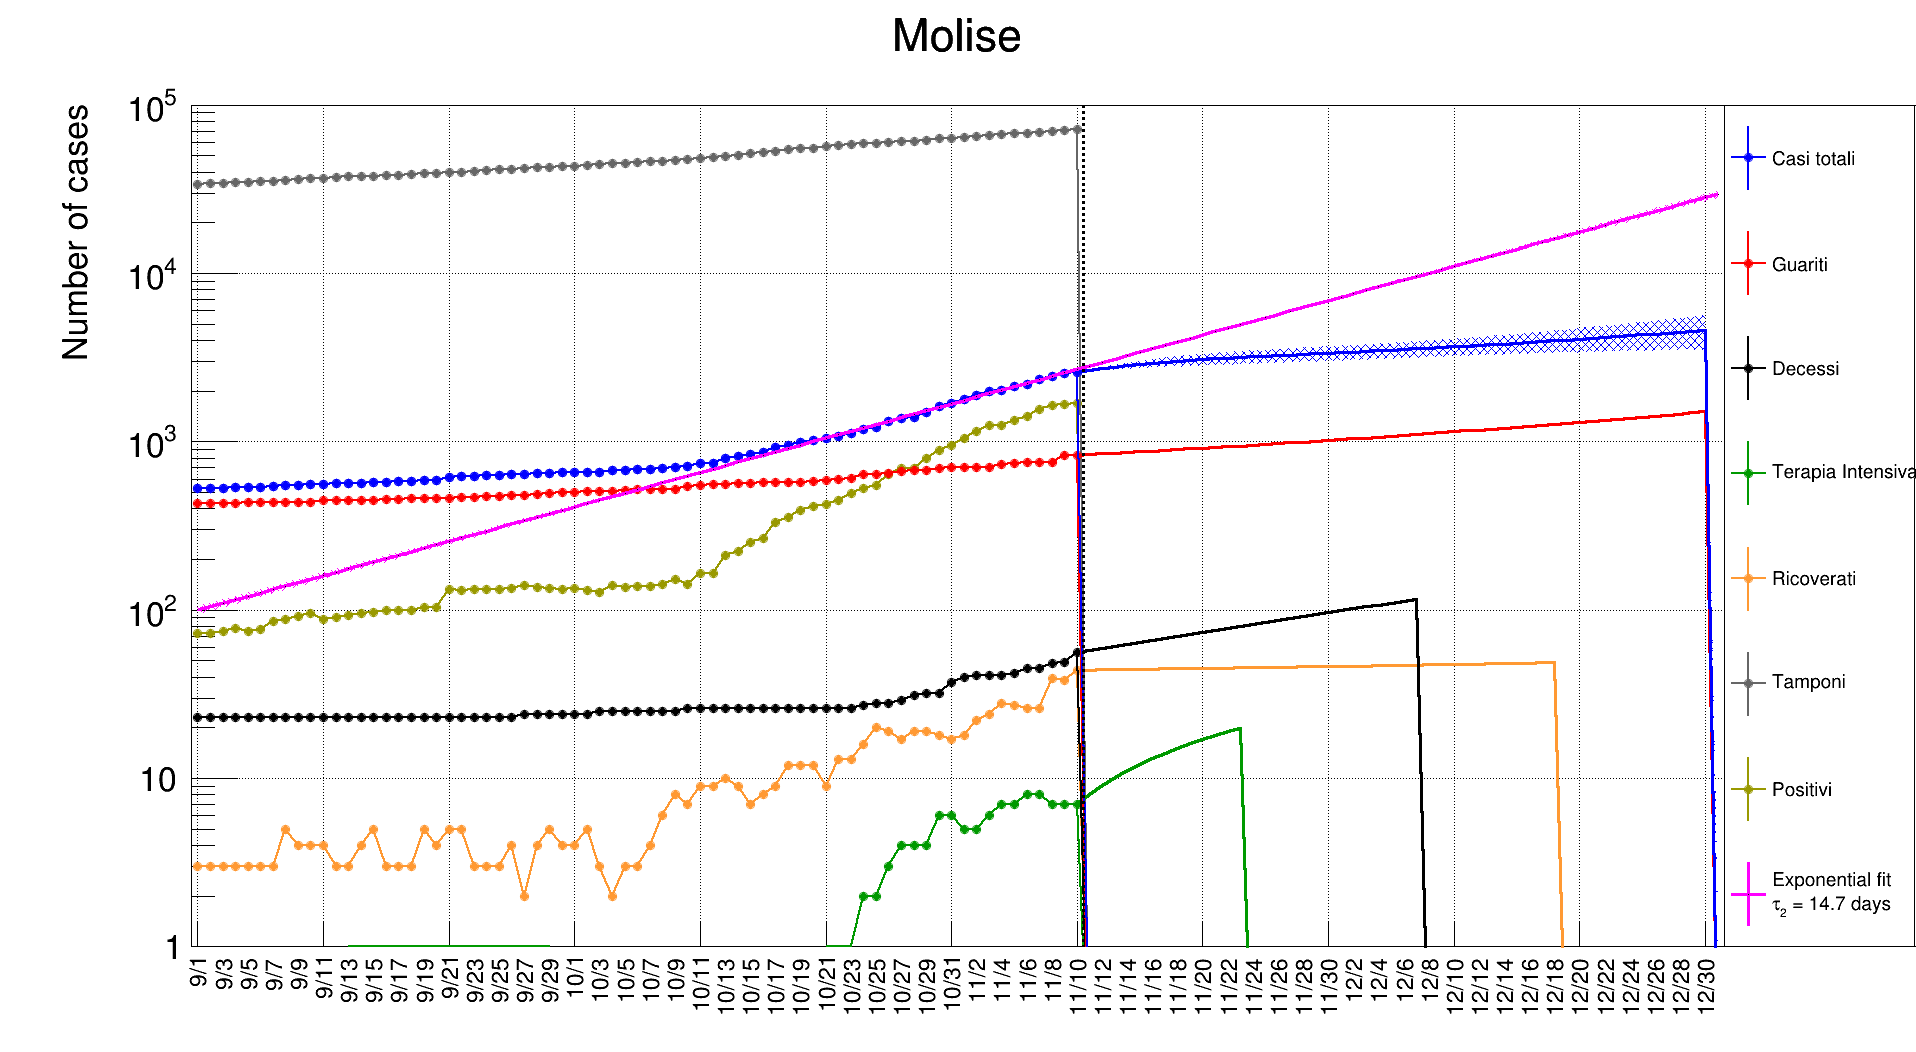 Molise
Number of cases
10^5
10^4
10^3
10^2
10
1
9/1 9/3 9/5 9/7 9/9 9/11 9/13 9/15 9/17 9/19 9/21 9/23 9/25 9/27 9/29 10/1 10/3 10/5 10/7 10/9 10/11 10/13 10/15 10/17 10/19 10/21 10/23 10/25 10/27 10/29 10/31 11/2 11/4 11/6 11/8 11/10 11/12 11/14 11/16 11/18 11/20 11/22 11/24 11/26 11/28 11/30 12/2 12/4 12/6 12/8 12/10 12/12 12/14 12/16 12/18 12/20 12/22 12/24 12/26 12/28 12/30
Casi totali
Guariti
Decessi
Terapia Intensiva
Ricoverati
Tamponi
Positivi
Exponential fit
τ₂ = 14.7 days